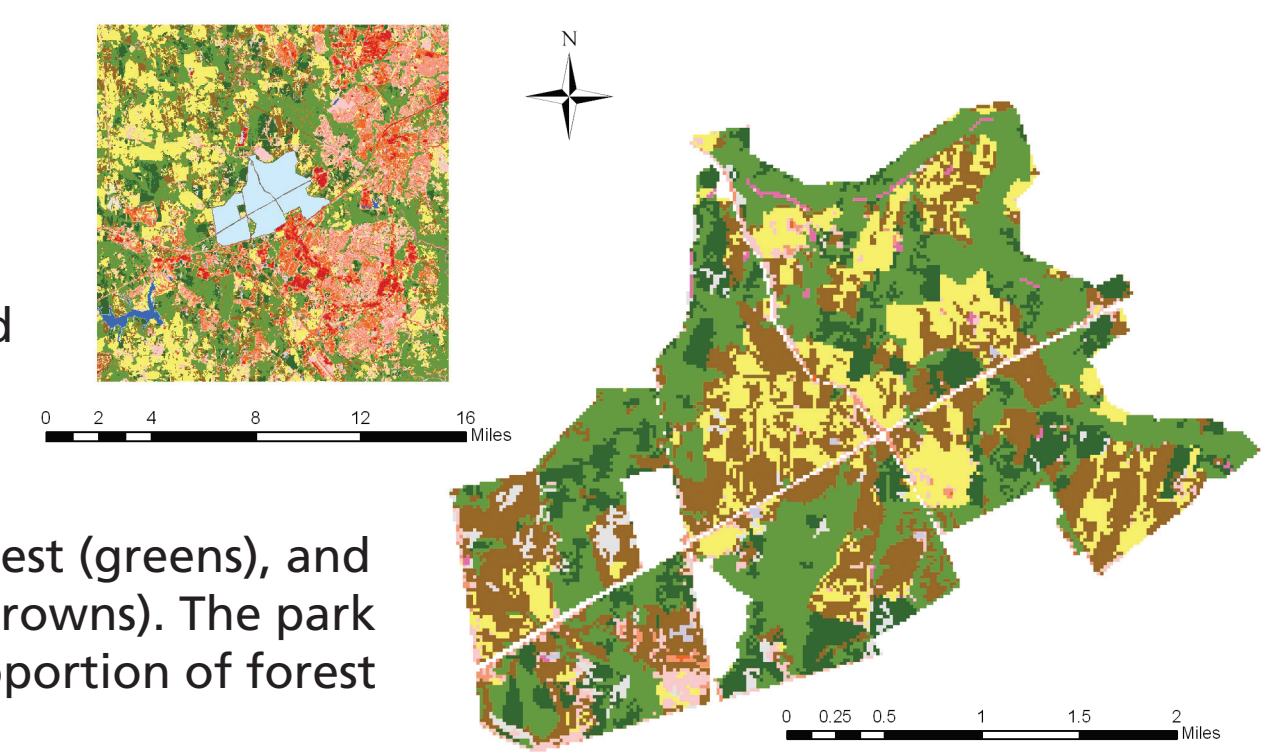 N
d
0 2 4 8 12 16
Miles
est (greens), and
rowns). The park
portion of forest
0 0.25 0.5 1 1.5 2
Miles